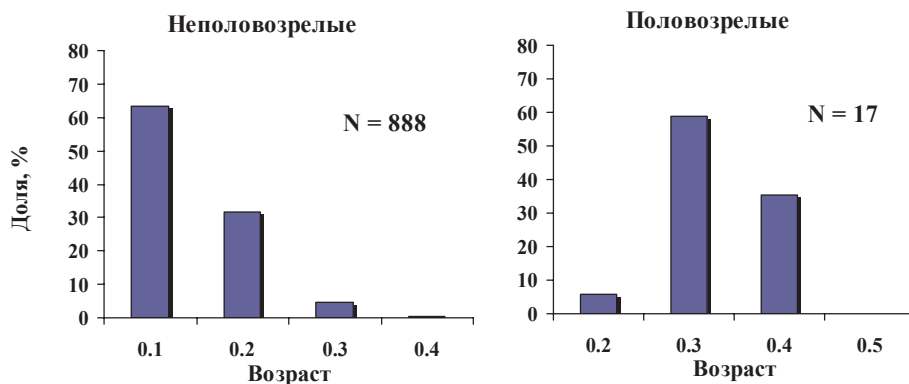 Неполовозрелые
Доля, %
80
70
60
50
40
30
20
10
0
N = 888
0.1 0.2 0.3 0.4
Возраст
Половозрелые
80
70
60
50
40
30
20
10
0
N = 17
0.2 0.3 0.4 0.5
Возраст